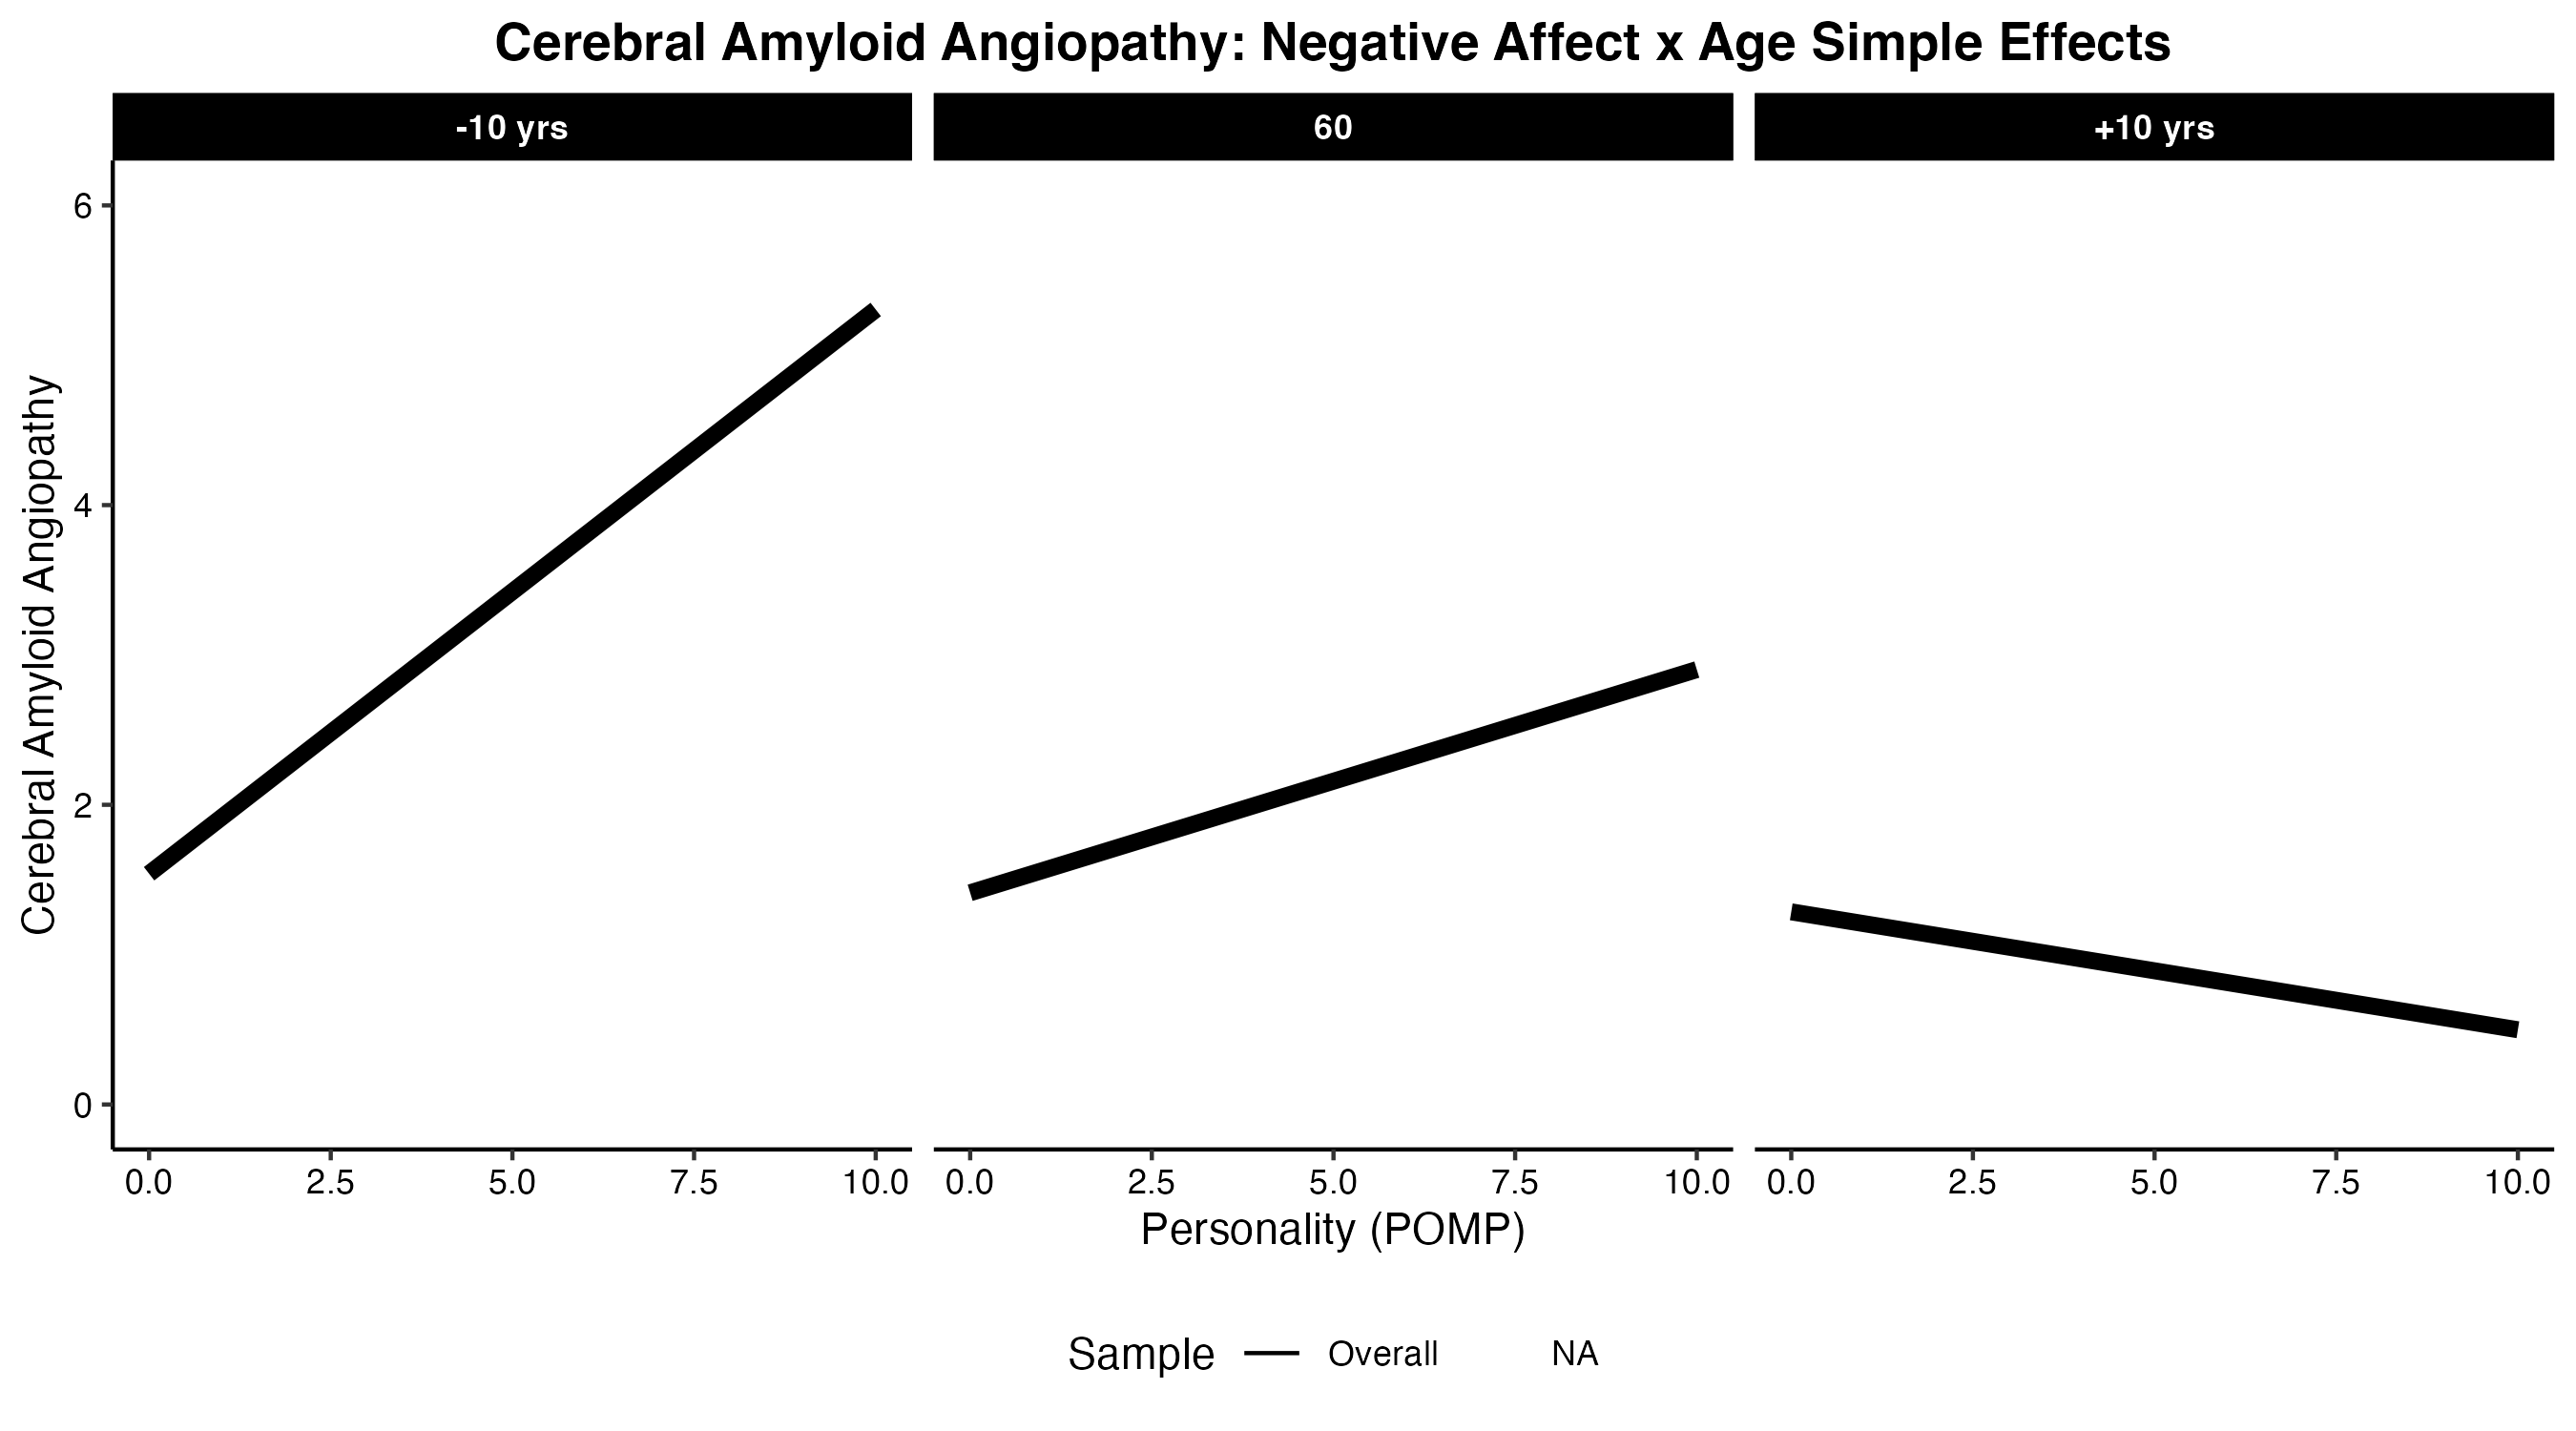 Cerebral Amyloid Angiopathy: Negative Affect x Age Simple Effects
-10 yrs 60 +10 yrs
Cerebral Amyloid Angiopathy
6
4
2
0
0.0 2.5 5.0 7.5 10.0 0.0 2.5 5.0 7.5 10.0 0.0 2.5 5.0 7.5 10.0
Personality (POMP)
Sample Overall NA